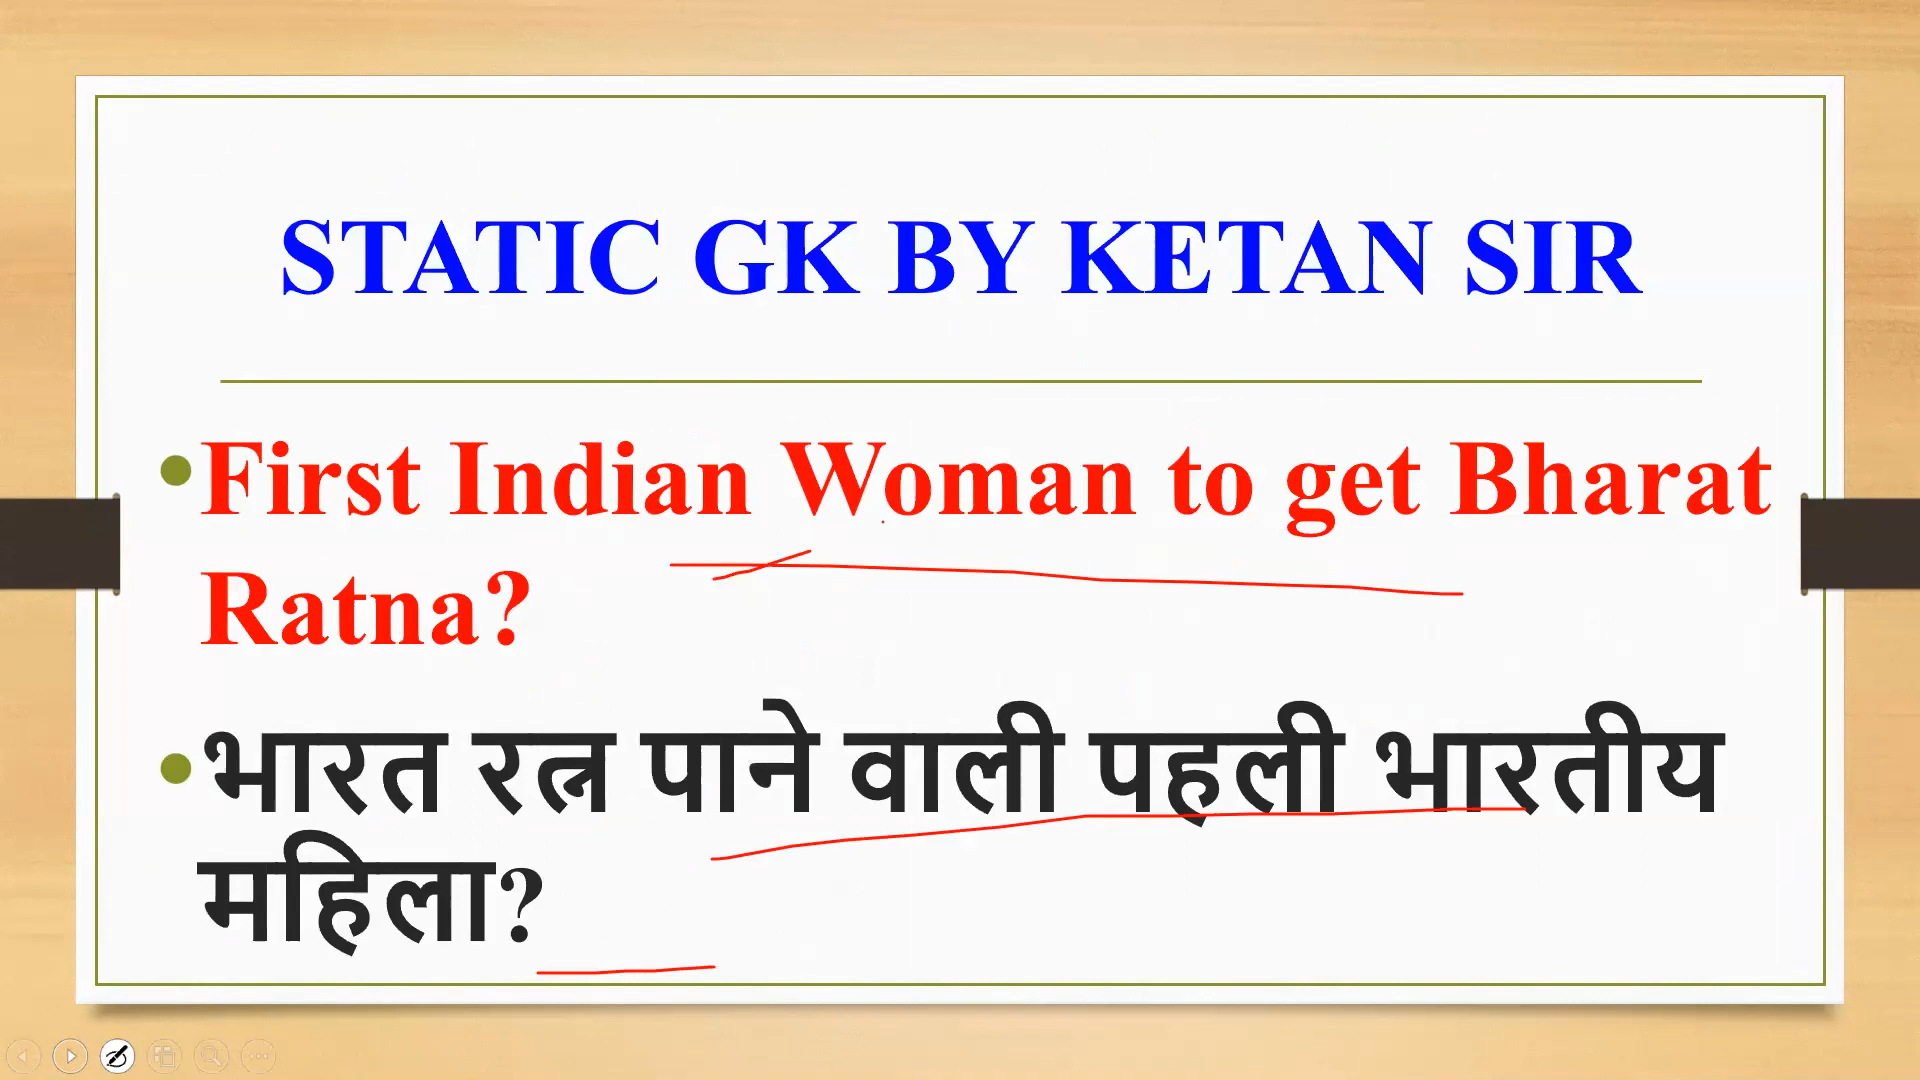 STATIC GK BY KETAN SIR
First Indian Woman to get Bharat
Ratna?
भारत रत्न पाने वाली पहली भारतीय
महिला?